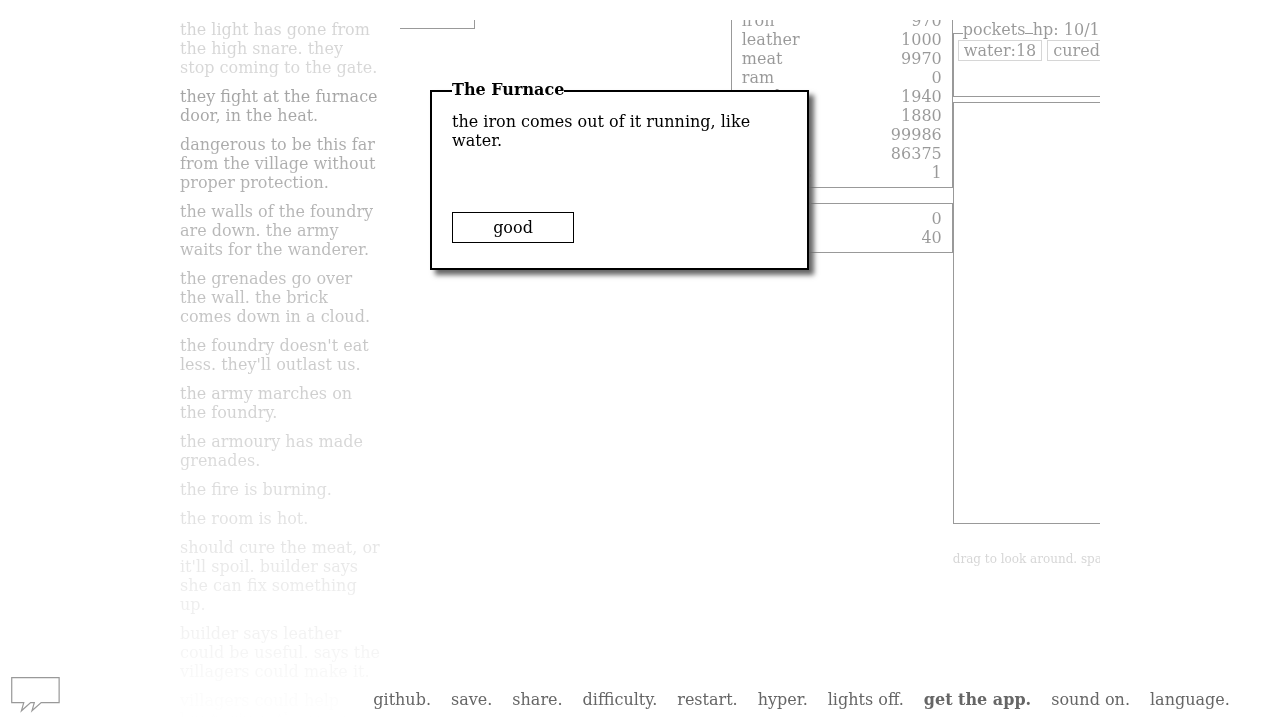 the light has gone from
the high snare. they
stop coming to the gate.
they fight at the furnace
door, in the heat.
dangerous to be this far
from the village without
proper protection.
the walls of the foundry
are down. the army
waits for the wanderer.
the grenades go over
the wall. the brick
comes down in a cloud.
the foundry doesn't eat
less. they'll outlast us.
the army marches on
the foundry.
the armoury has made
grenades.
the fire is burning.
the room is hot.
should cure the meat, or
it'll spoil. builder says
she can fix something
up.
builder says leather
could be useful. says the
villagers could make it.
The Furnace
the iron comes out of it running, like
water.
good
iron 970
leather 1000
meat 9970
ram 0
1940
1880
99986
86375
1
0
40
pockets hp: 10/1
water:18 cured
drag to look around. spa
github. save. share. difficulty. restart. hyper. lights off. get the app. sound on. language.